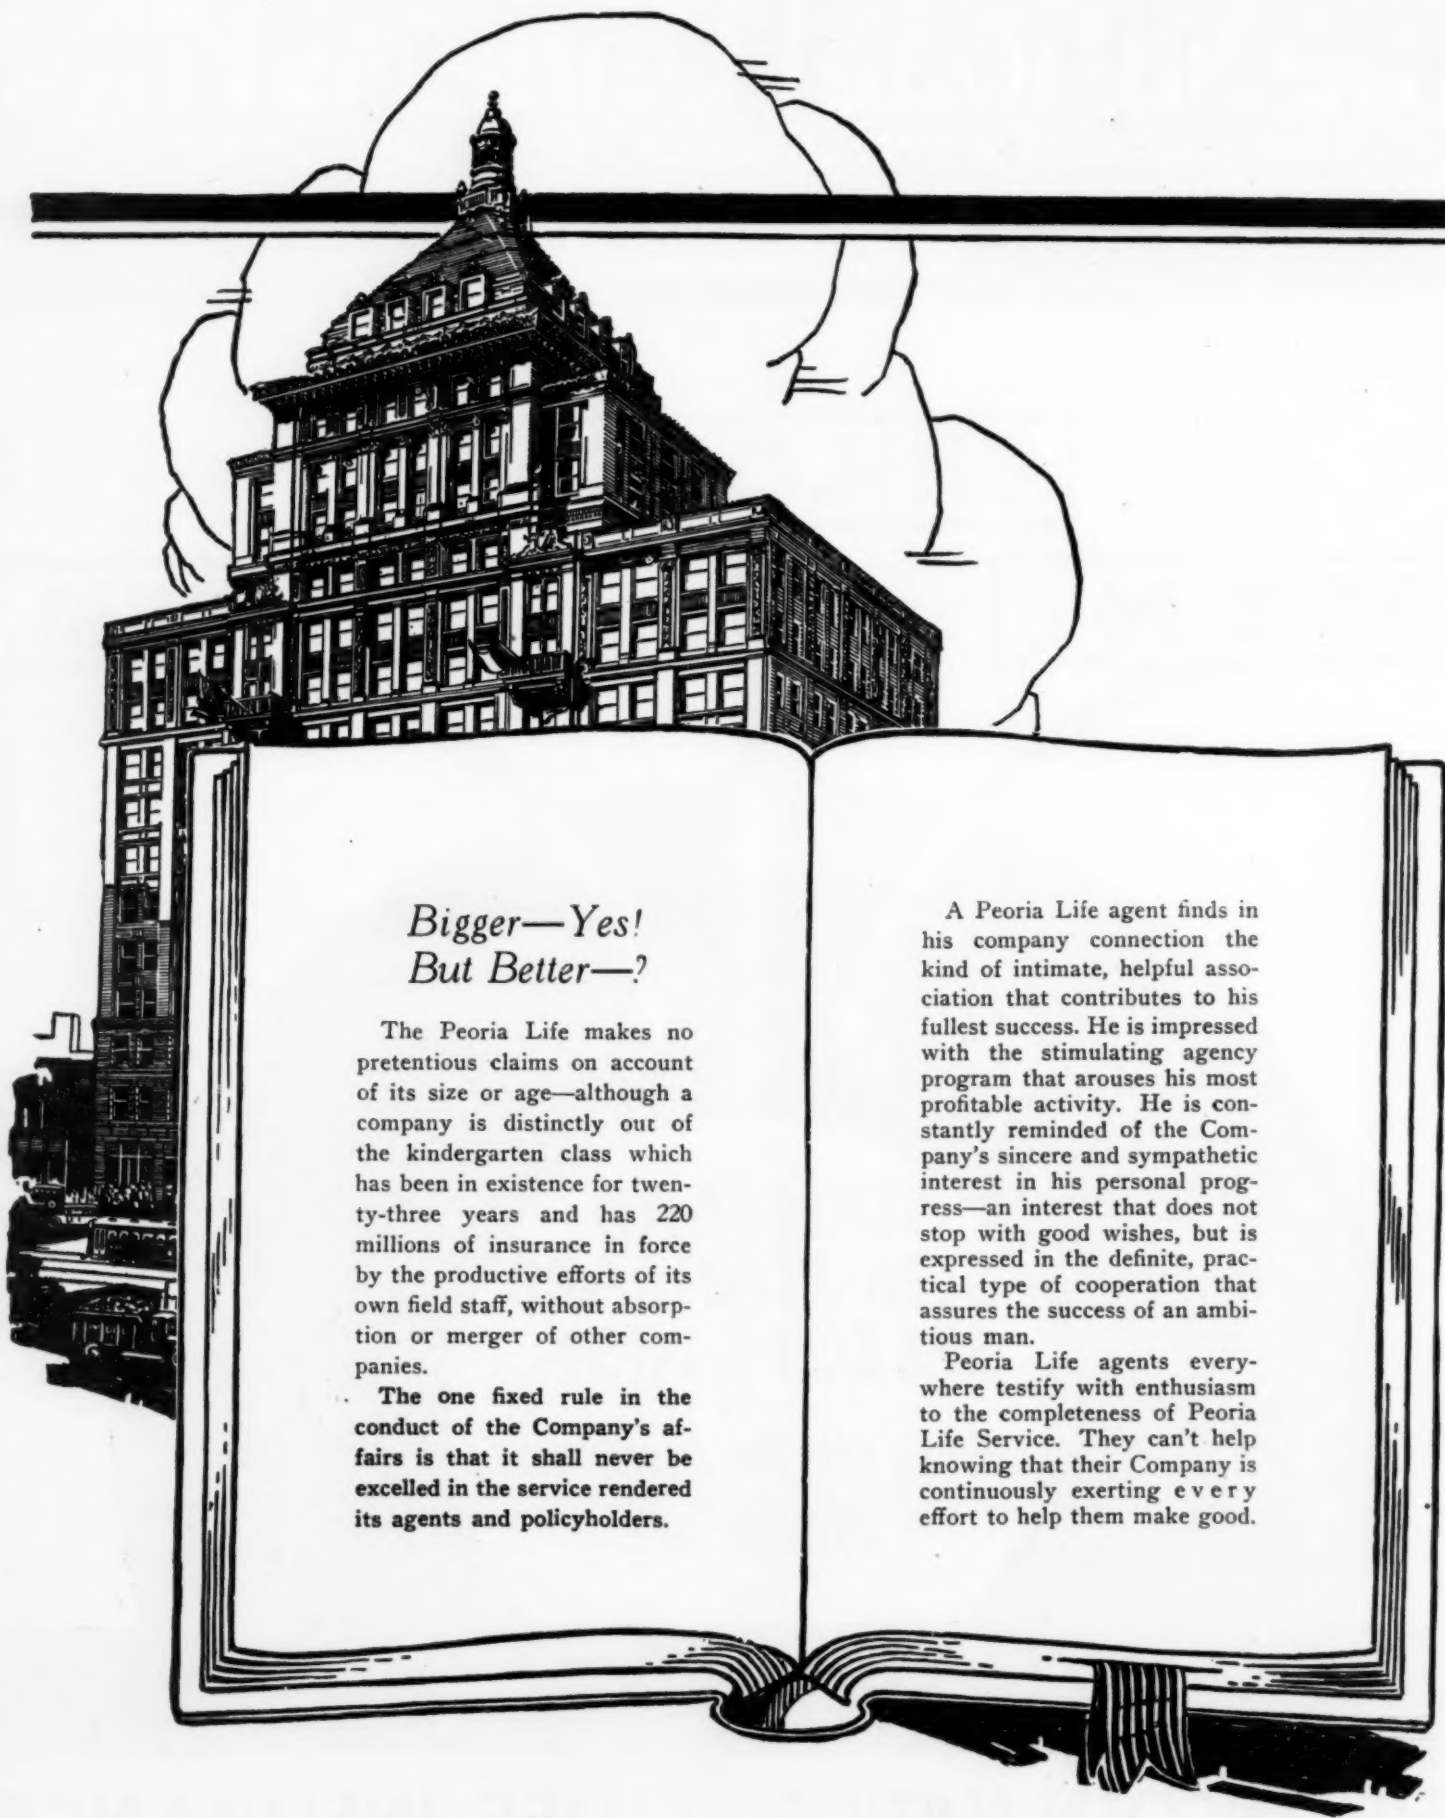 Bigger—Yes!
But Better—?
The Peoria Life makes no
pretentious claims on account
of its size or age—although a
company is distinctly out of
the kindergarten class which
has been in existence for twen-
ty-three years and has 220
millions of insurance in force
by the productive efforts of its
own field staff, without absorp-
tion or merger of other com-
panies.
The one fixed rule in the
conduct of the Company's af-
fairs is that it shall never be
excelled in the service rendered
its agents and policyholders.
A Peoria Life agent finds in
his company connection the
kind of intimate, helpful asso-
ciation that contributes to his
fullest success. He is impressed
with the stimulating agency
program that arouses his most
profitable activity. He is con-
stantly reminded of the Com-
pany's sincere and sympathetic
interest in his personal prog-
ress—an interest that does not
stop with good wishes, but is
expressed in the definite, prac-
tical type of cooperation that
assures the success of an ambi-
tious man.
Peoria Life agents every-
where testify with enthusiasm
to the completeness of Peoria
Life Service. They can't help
knowing that their Company is
continuously exerting every
effort to help them make good.